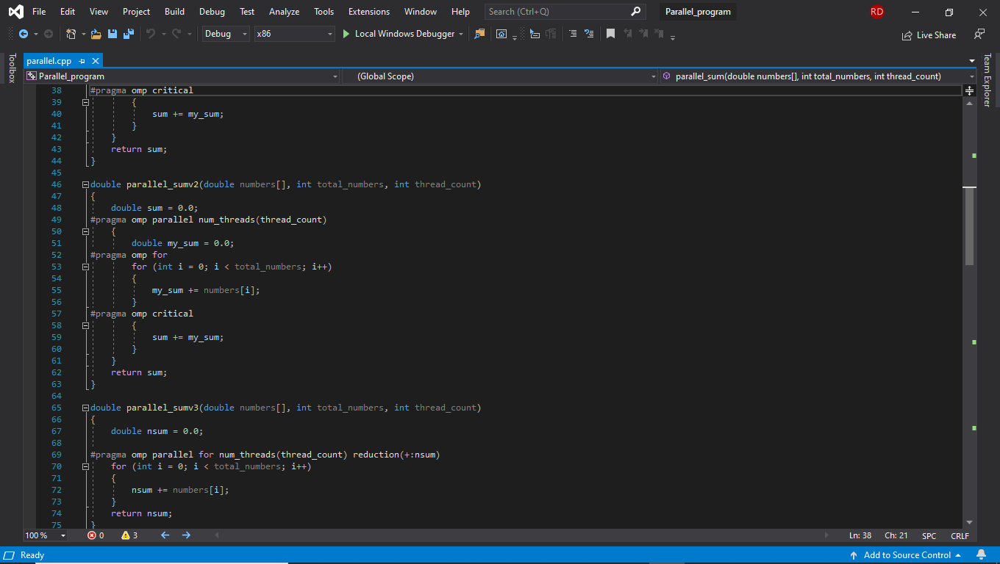 File Edit View Project Build Debug Test Analyze Tools Extensions Window Help Search (Ctrl+Q) Parallel_program RD
Debug x86 Local Windows Debugger Live Share
Toolbox
parallel.cpp
Team Explorer
Parallel_program (Global Scope) parallel_sum(double numbers[], int total_numbers, int thread_count)
38 #pragma omp critical
39 {
40 sum += my_sum;
41 }
42 }
43 return sum;
44 }
45
46 double parallel_sumv2(double numbers[], int total_numbers, int thread_count)
47 {
48 double sum = 0.0;
49 #pragma omp parallel num_threads(thread_count)
50 {
51 double my_sum = 0.0;
52 #pragma omp for
53 for (int i = 0; i < total_numbers; i++)
54 {
55 my_sum += numbers[i];
56 }
57 #pragma omp critical
58 {
59 sum += my_sum;
60 }
61 }
62 return sum;
63 }
64
65 double parallel_sumv3(double numbers[], int total_numbers, int thread_count)
66 {
67 double nsum = 0.0;
68
69 #pragma omp parallel for num_threads(thread_count) reduction(+:nsum)
70 for (int i = 0; i < total_numbers; i++)
71 {
72 nsum += numbers[i];
73 }
74 return nsum;
75 }
100 % 0 3 Ln: 38 Ch: 21 SPC CRLF
Ready Add to Source Control